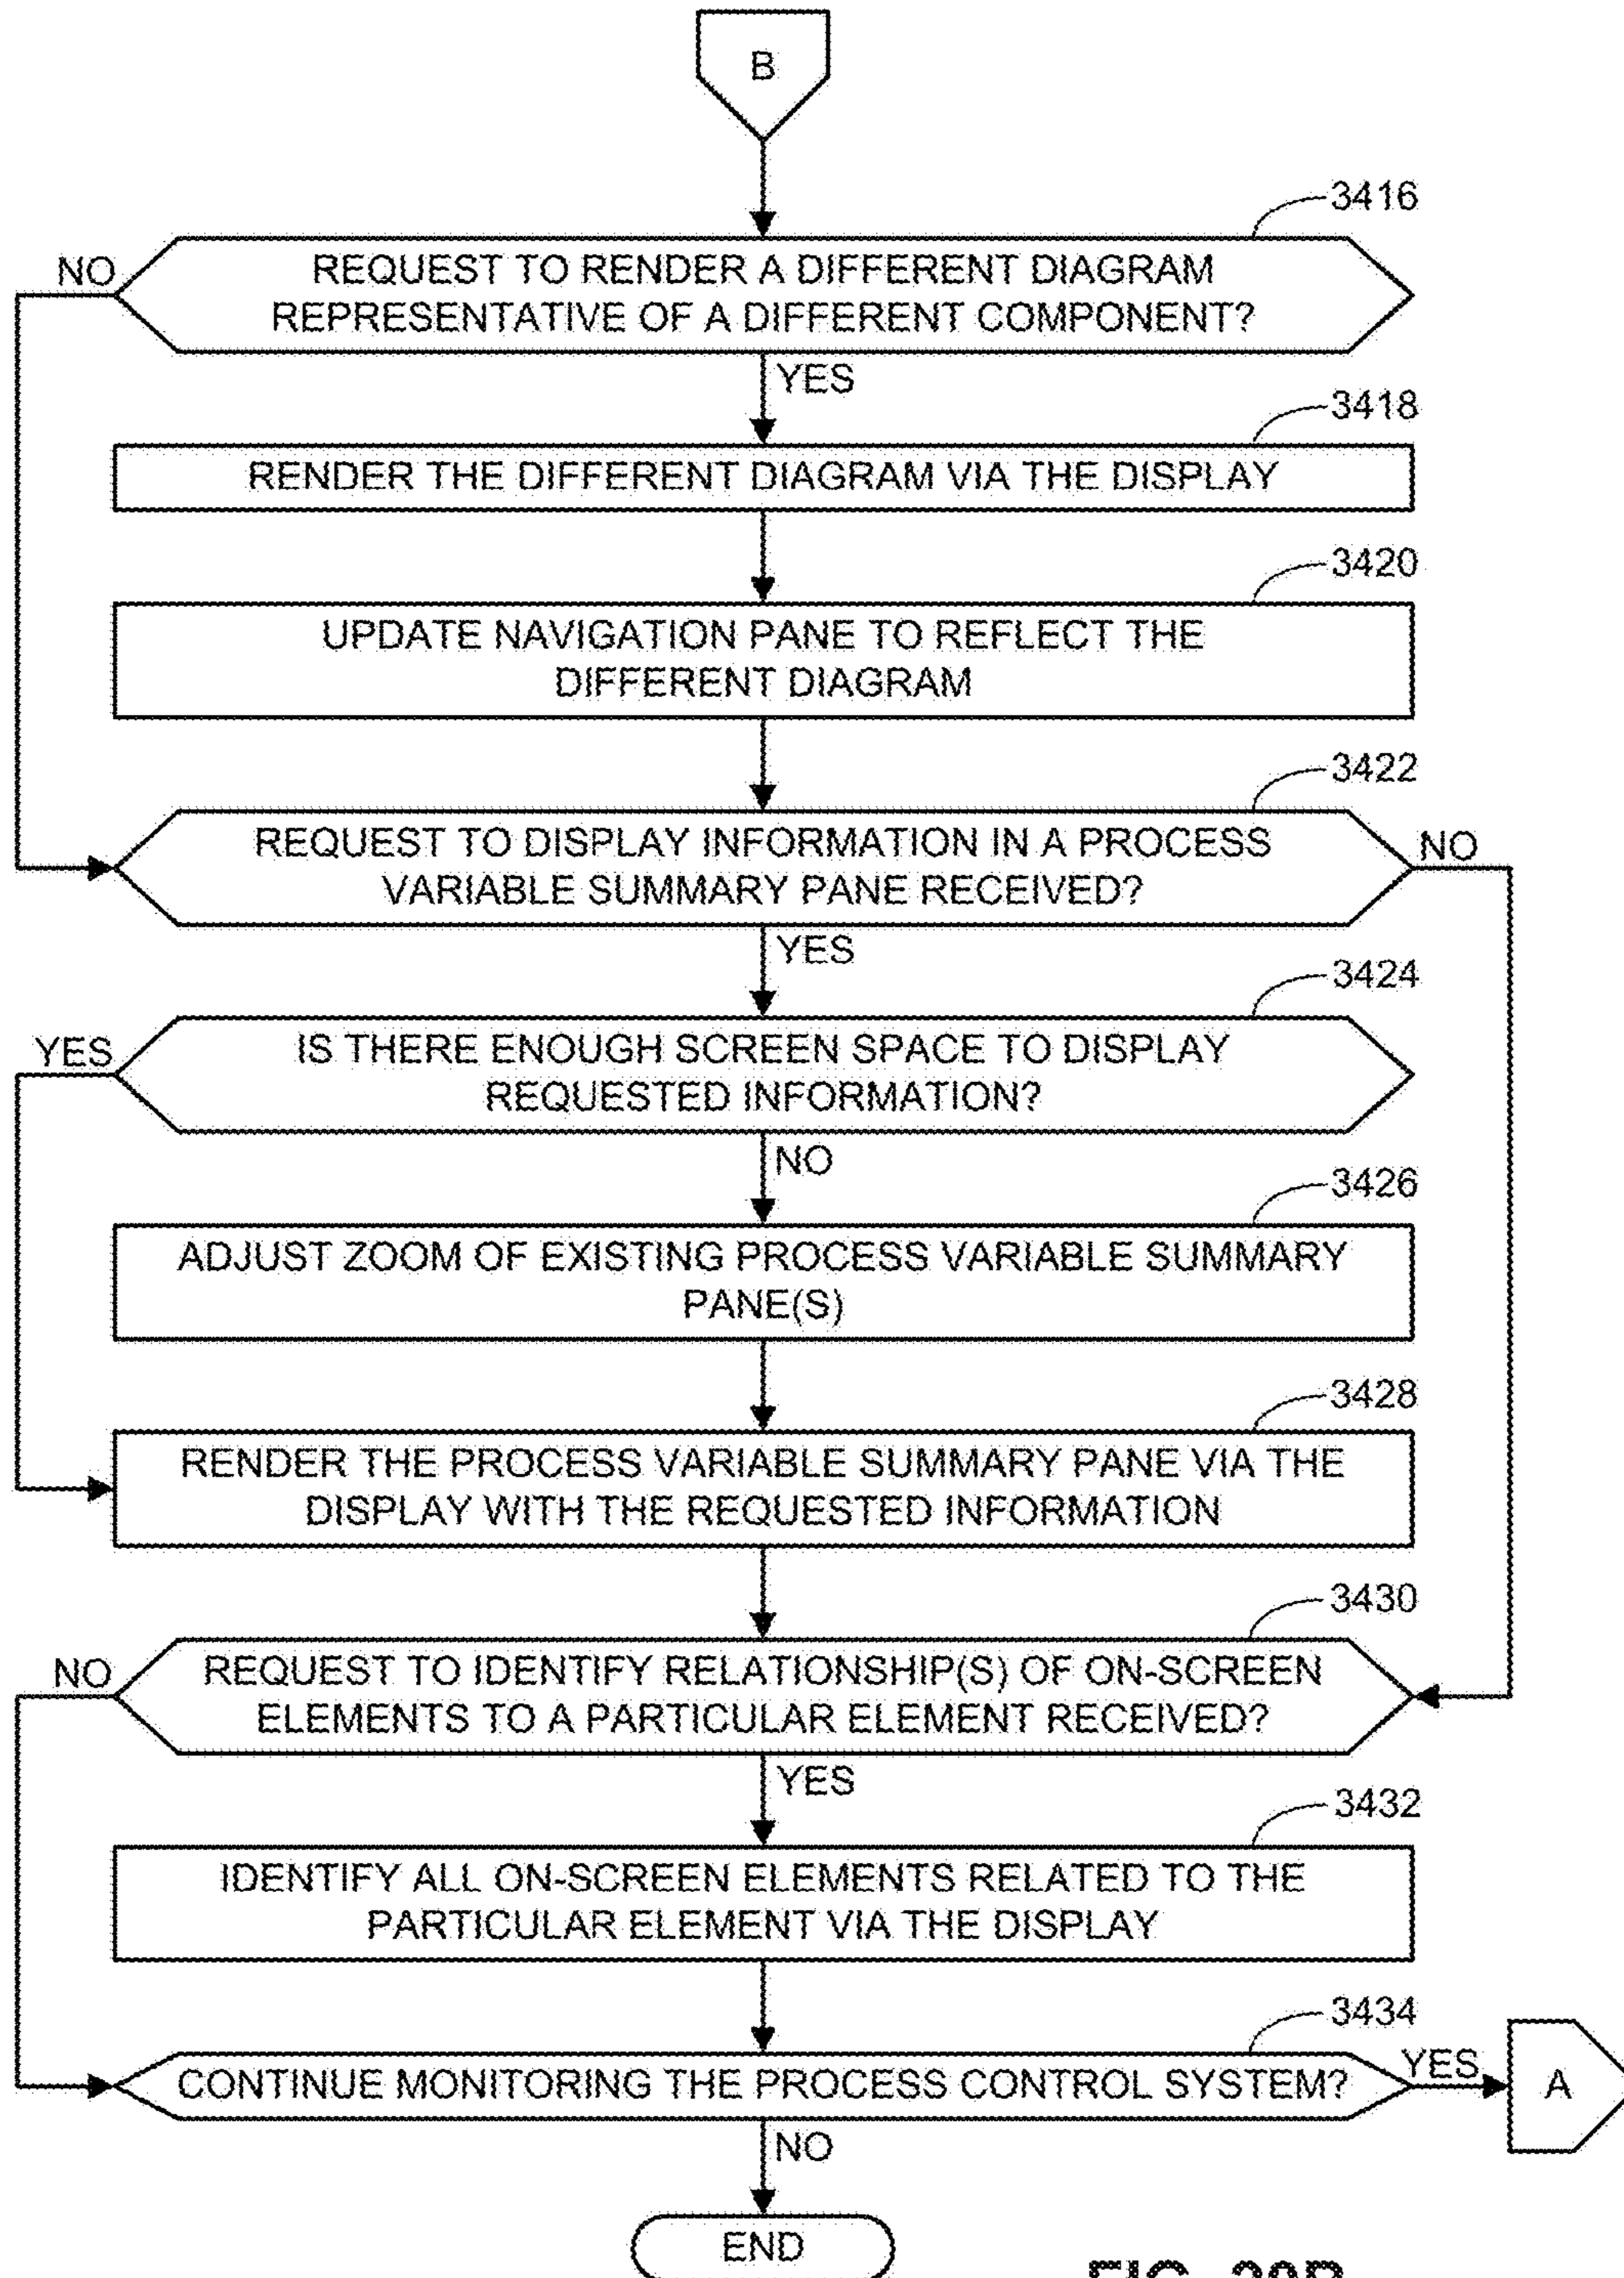 B
3416
NO
REQUEST TO RENDER A DIFFERENT DIAGRAM
REPRESENTATIVE OF A DIFFERENT COMPONENT?
YES
3418
RENDER THE DIFFERENT DIAGRAM VIA THE DISPLAY
3420
UPDATE NAVIGATION PANE TO REFLECT THE
DIFFERENT DIAGRAM
3422
REQUEST TO DISPLAY INFORMATION IN A PROCESS
VARIABLE SUMMARY PANE RECEIVED?
NO
YES
3424
YES
IS THERE ENOUGH SCREEN SPACE TO DISPLAY
REQUESTED INFORMATION?
NO
3426
ADJUST ZOOM OF EXISTING PROCESS VARIABLE SUMMARY
PANE(S)
3428
RENDER THE PROCESS VARIABLE SUMMARY PANE VIA THE
DISPLAY WITH THE REQUESTED INFORMATION
3430
NO
REQUEST TO IDENTIFY RELATIONSHIP(S) OF ON-SCREEN
ELEMENTS TO A PARTICULAR ELEMENT RECEIVED?
YES
3432
IDENTIFY ALL ON-SCREEN ELEMENTS RELATED TO THE
PARTICULAR ELEMENT VIA THE DISPLAY
3434
CONTINUE MONITORING THE PROCESS CONTROL SYSTEM?
YES
A
NO
END